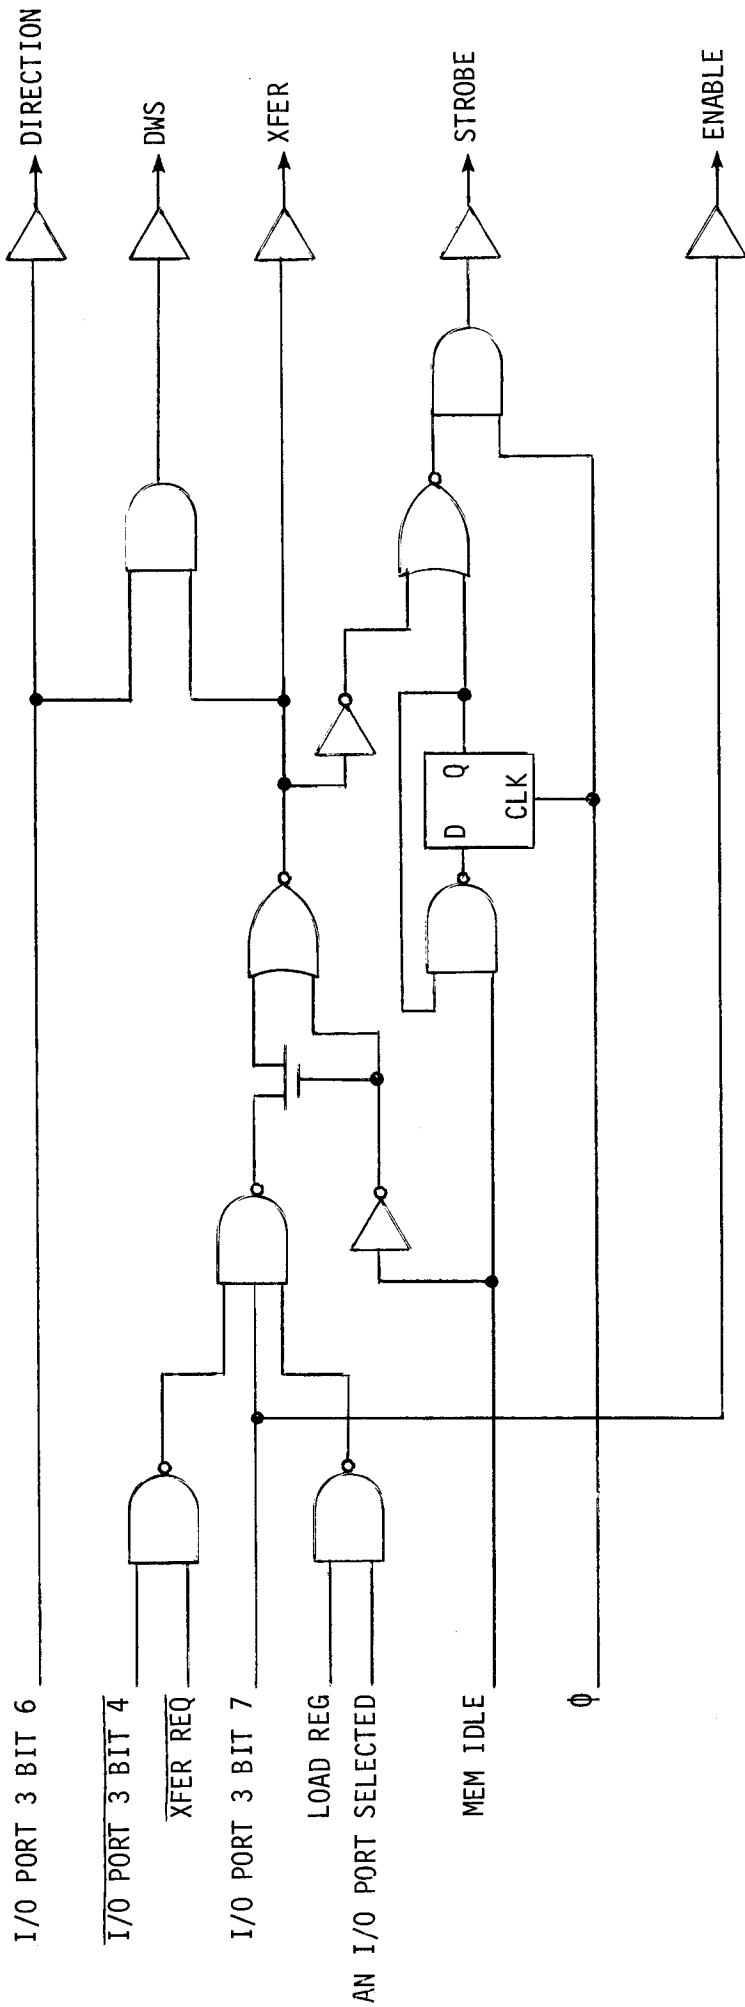 I/O PORT 3 BIT 6
I/O PORT 3 BIT 4
XFER REQ
I/O PORT 3 BIT 7
LOAD REG
AN I/O PORT SELECTED
MEM IDLE
ϕ
D Q
CLK
DIRECTION
DWS
XFER
STROBE
ENABLE